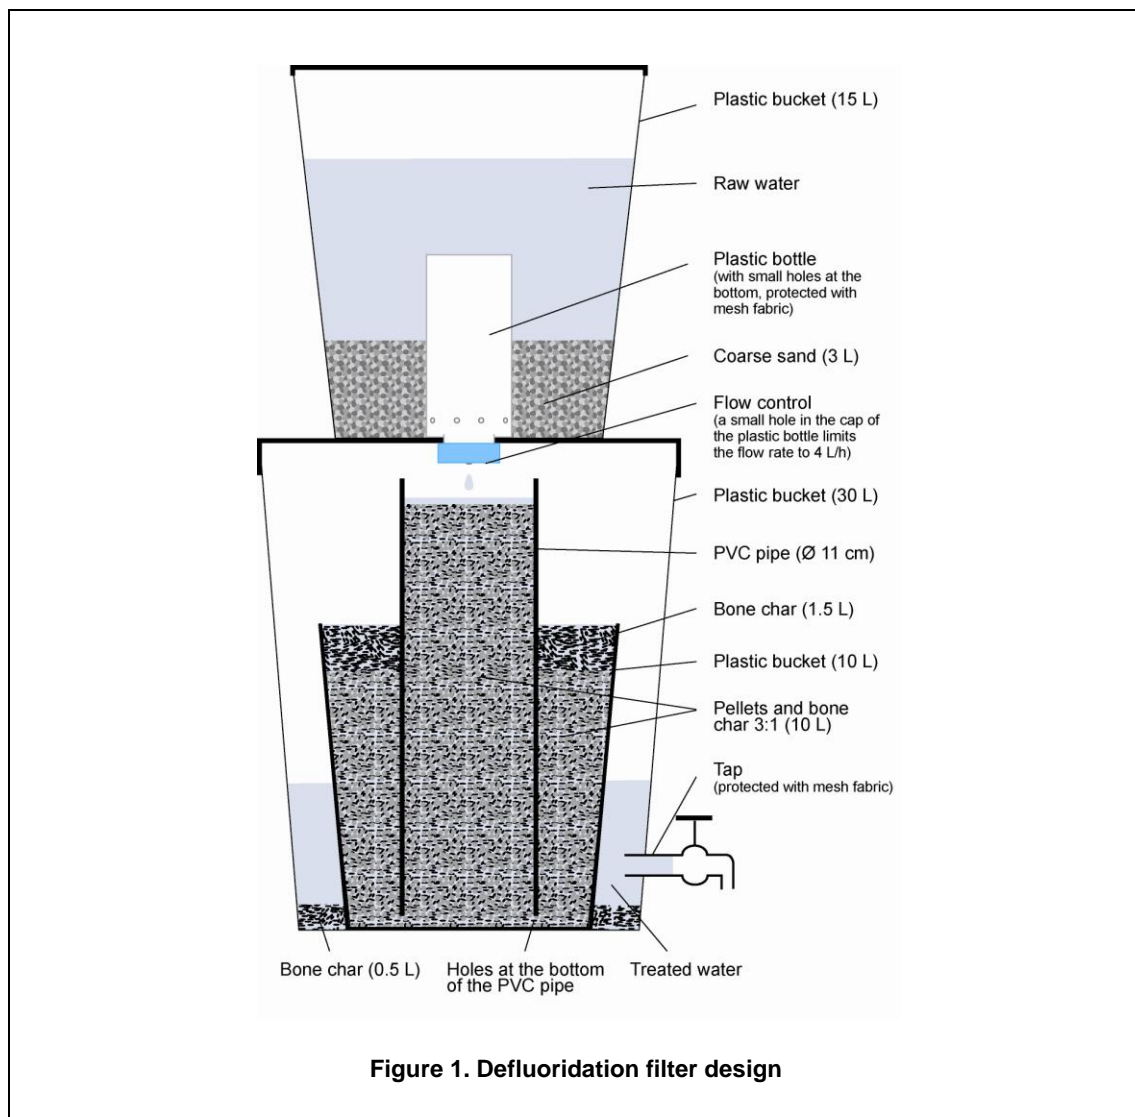 Plastic bucket (15 L)
Raw water
Plastic bottle
(with small holes at the
bottom, protected with
mesh fabric)
Coarse sand (3 L)
Flow control
(a small hole in the cap of
the plastic bottle limits
the flow rate to 4 L/h)
Plastic bucket (30 L)
PVC pipe (Ø 11 cm)
Bone char (1.5 L)
Plastic bucket (10 L)
Pellets and bone
char 3:1 (10 L)
Tap
(protected with mesh fabric)
Bone char (0.5 L)
Holes at the bottom
of the PVC pipe
Treated water
Figure 1. Defluoridation filter design